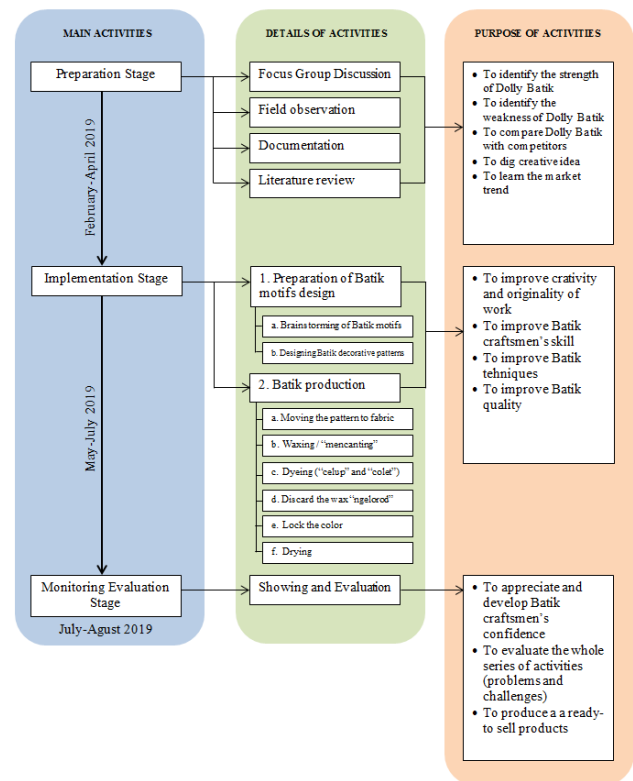 MAIN ACTIVITIES
DETAILS OF ACTIVITIES
PURPOSE OF ACTIVITIES
Preparation Stage
Focus Group Discussion
Field observation
Documentation
Literature review
• To identify the strength
of Dolly Batik
• To identify the
weakness of Dolly Batik
• To compare Dolly Batik
with competitors
• To dig creative idea
• To learn the market
trend
February-April 2019
Implementation Stage
1. Preparation of Batik
motifs design
a. Brainstorming of Batik motifs
b. Designing Batik decorative patterns
2. Batik production
a. Moving the pattern to fabric
b. Waxing / “mencanting”
c. Dyeing (“celup” and “colet”)
d. Discard the wax “ngelorod”
e. Lock the color
f. Drying
• To improve crativity
and originality of
work
• To improve Batik
craftsmen’s skill
• To improve Batik
tehniques
• To improve Batik
quality
May-July 2019
Monitoring Evaluation
Stage
July-Agust 2019
Showing and Evaluation
• To appreciate and
develop Batik
craftsmen’s
confidence
• To evaluate the whole
series of activities
(problems and
challenges)
• To produce a a ready-
to sell products